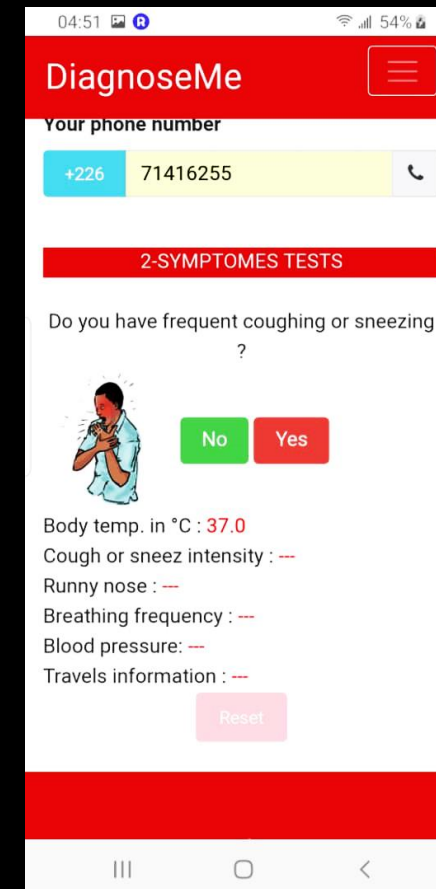 04:51 R 54%
DiagnoseMe
Your phone number
+226 71416255
2-SYMPTOMES TESTS
Do you have frequent coughing or sneezing
?
No Yes
Body temp. in °C : 37.0
Cough or sneez intensity : ---
Runny nose : ---
Breathing frequency : ---
Blood pressure: ---
Travels information : ---
Reset